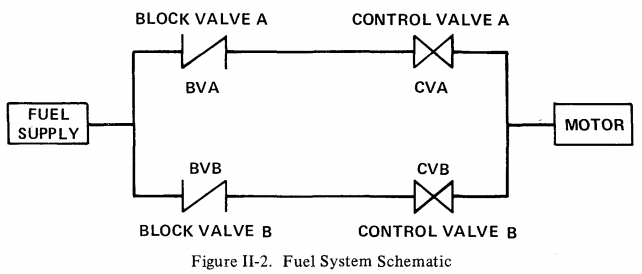 BLOCK VALVE A
CONTROL VALVE A
BVA
CVA
FUEL
SUPPLY
MOTOR
BVB
CVB
BLOCK VALVE B
CONTROL VALVE B
Figure II-2. Fuel System Schematic